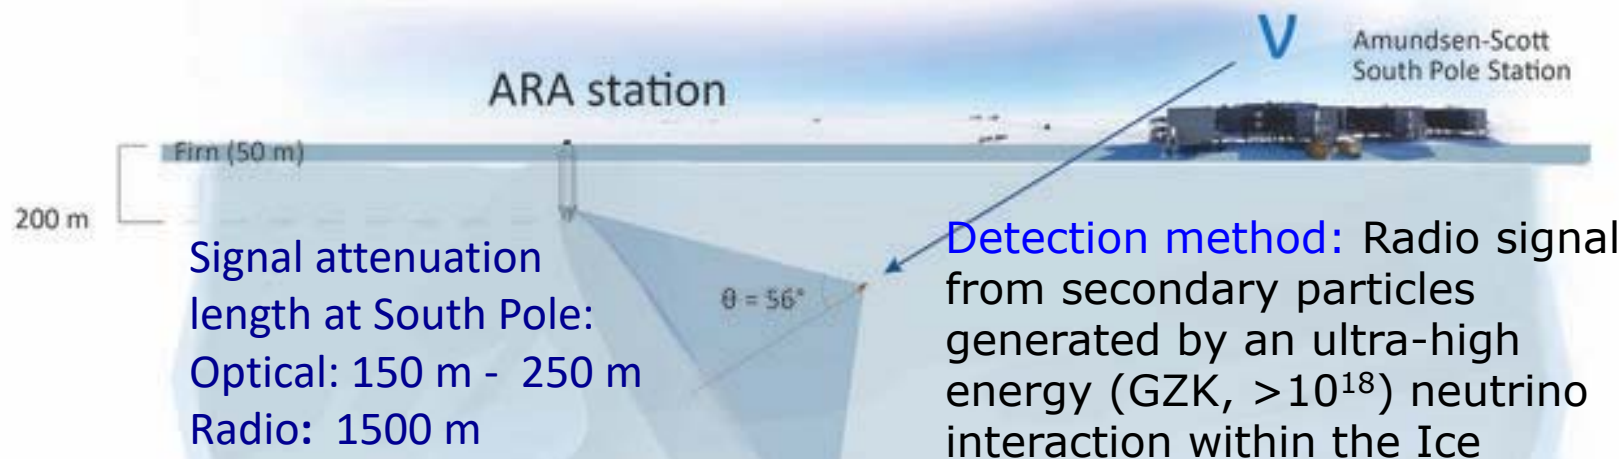 ν
Amundsen-Scott
South Pole Station
ARA station
Firn (50 m)
200 m
Signal attenuation
length at South Pole:
Optical: 150 m - 250 m
Radio: 1500 m
θ = 56°
Detection method: Radio signal
from secondary particles
generated by an ultra-high
energy (GZK, >10¹⁸) neutrino
interaction within the Ice